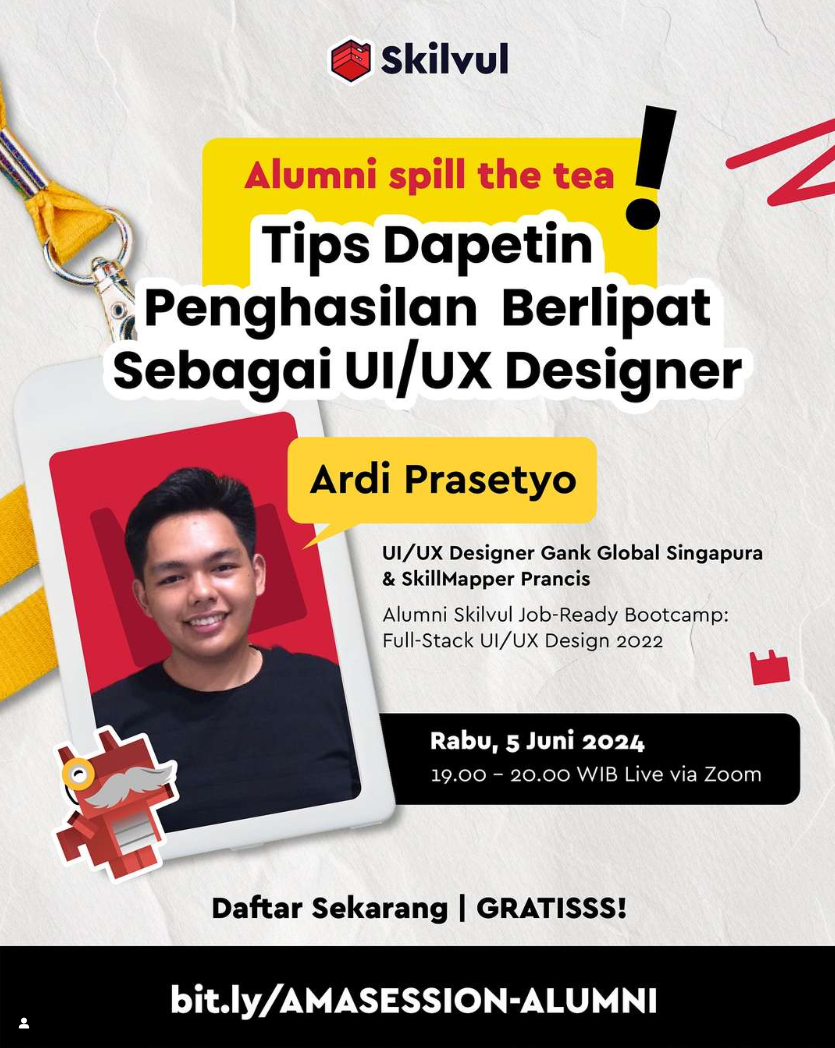 Skilvul
Alumni spill the tea
!
Tips Dapetin
Penghasilan Berlipat
Sebagai UI/UX Designer
Ardi Prasetyo
UI/UX Designer Gank Global Singapura
& SkillMapper Prancis
Alumni Skilvul Job-Ready Bootcamp:
Full-Stack UI/UX Design 2022
Rabu, 5 Juni 2024
19.00 - 20.00 WIB Live via Zoom
Daftar Sekarang | GRATISSS!
bit.ly/AMASESSION-ALUMNI